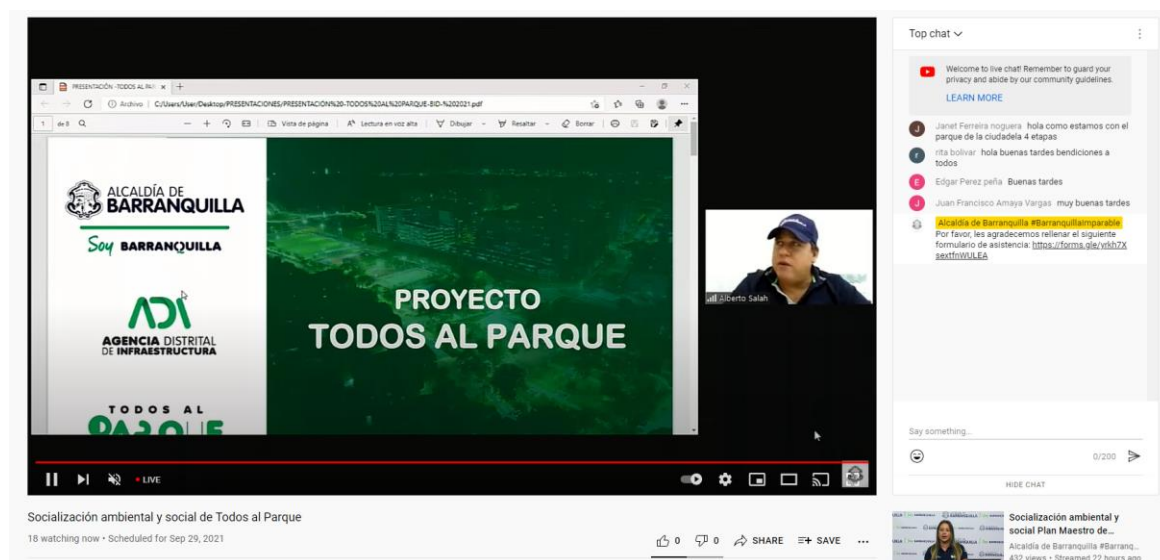 PRESENTACIÓN -TODOS AL PAR
Archivo | C:/Users/User/Desktop/PRESENTACIONES/PRESENTACION%20-TODOS%20AL%20PARQUE-BID-%202021.pdf
1 de 8
Vista de página
Lectura en voz alta
Dibujar
Resaltar
Borrar
ALCALDÍA DE
BARRANQUILLA
Soy BARRANQUILLA
ADI
AGENCIA DISTRITAL
DE INFRAESTRUCTURA
TODOS AL
PARQUE
PROYECTO
TODOS AL PARQUE
Alberto Salah
LIVE
Socialización ambiental y social de Todos al Parque
18 watching now • Scheduled for Sep 29, 2021
0
0
SHARE
SAVE
Top chat
Welcome to live chat! Remember to guard your
privacy and abide by our community guidelines.
LEARN MORE
Janet Ferreira noguera hola como estamos con el
parque de la ciudadela 4 etapas
rita bolivar hola buenas tardes bendiciones a
todos
Edgar Perez peña Buenas tardes
Juan Francisco Amaya Vargas muy buenas tardes
Alcaldía de Barranquilla #BarranquillaImparable
Por favor, les agradecemos rellenar el siguiente
formulario de asistencia: https://forms.gle/yrkh7X
sextfnWULEA
Say something...
0/200
HIDE CHAT
Socialización ambiental y
social Plan Maestro de...
Alcaldía de Barranquilla #Barranq...
432 views • Streamed 22 hours ago